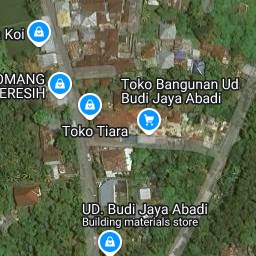 Koi
OMANG
ERESIH
Toko Bangunan Ud
Budi Jaya Abadi
Toko Tiara
UD. Budi Jaya Abadi
Building materials store